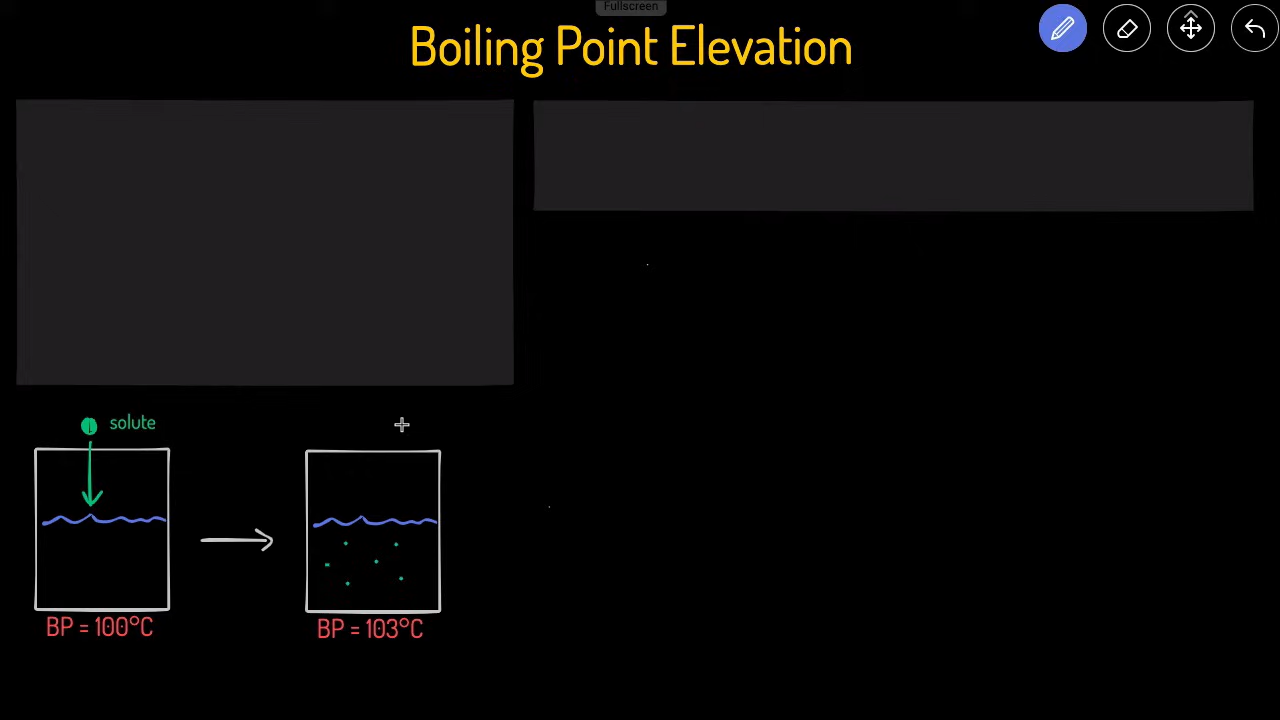 Fullscreen
Boiling Point Elevation
solute
BP = 100°C
BP = 103°C